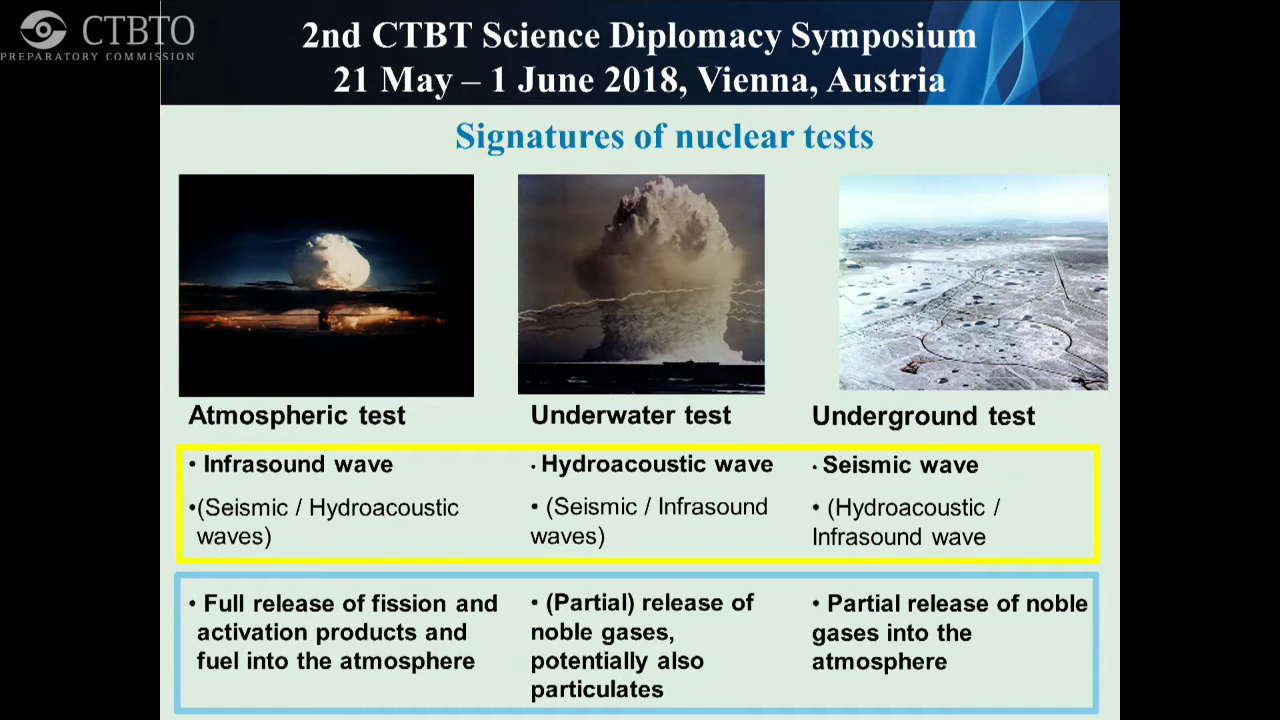 CTBTO
PREPARATORY COMMISSION
2nd CTBT Science Diplomacy Symposium
21 May – 1 June 2018, Vienna, Austria
Signatures of nuclear tests
Atmospheric test
• Infrasound wave
•(Seismic / Hydroacoustic
waves)
• Full release of fission and
activation products and
fuel into the atmosphere
Underwater test
• Hydroacoustic wave
• (Seismic / Infrasound
waves)
• (Partial) release of
noble gases,
potentially also
particulates
Underground test
• Seismic wave
• (Hydroacoustic /
Infrasound wave
• Partial release of noble
gases into the
atmosphere